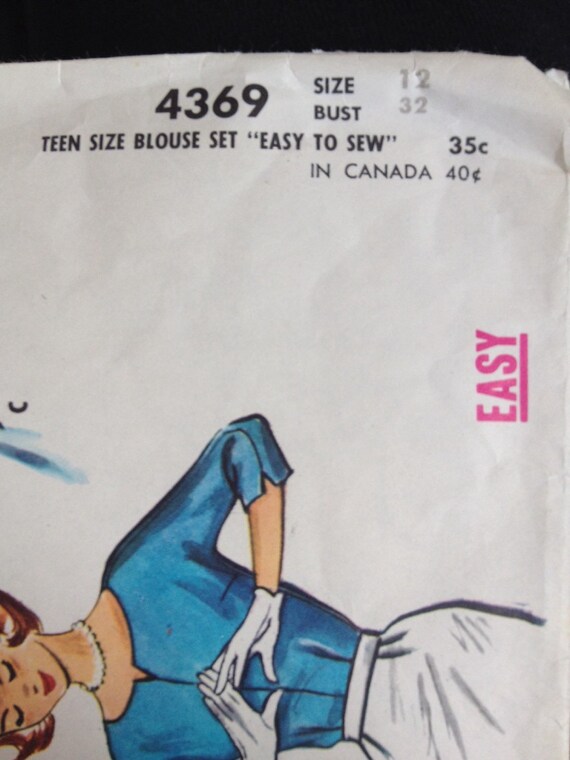 4369 SIZE 12
BUST 32
TEEN SIZE BLOUSE SET "EASY TO SEW" 35c
IN CANADA 40¢
EASY
C